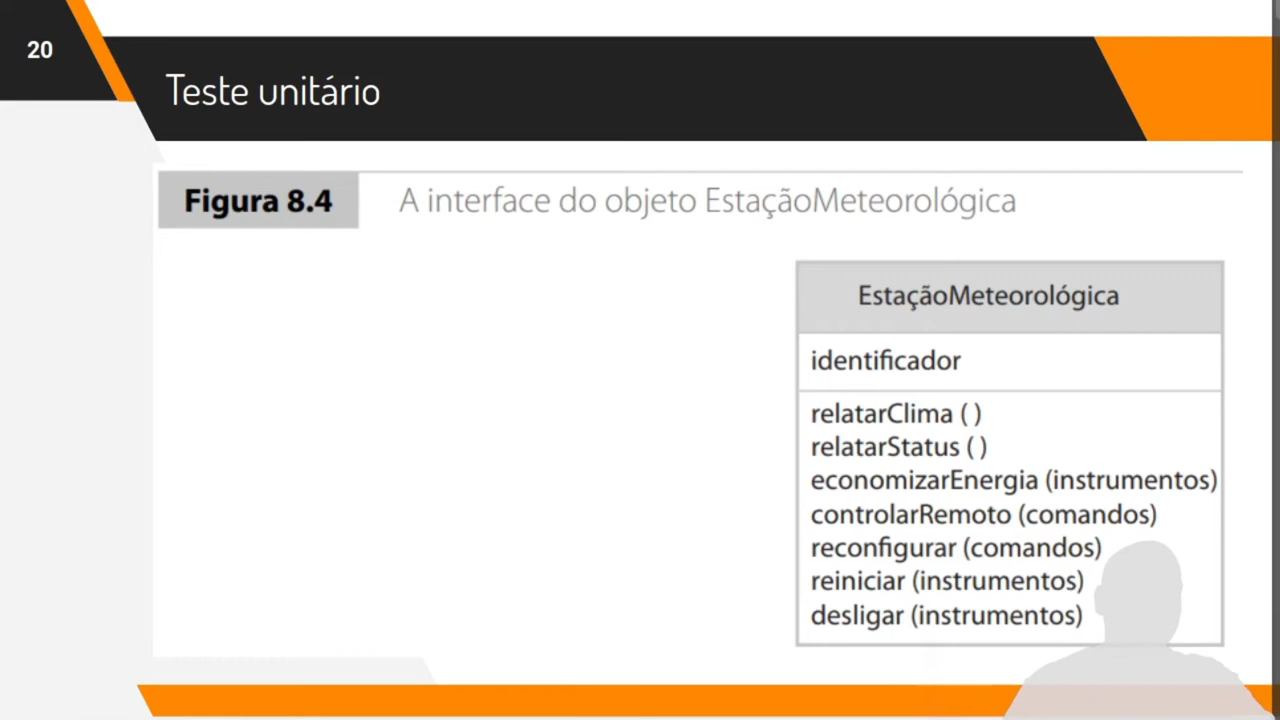 20
Teste unitário
Figura 8.4 A interface do objeto EstaçãoMeteorológica
EstaçãoMeteorológica
identificador
relatarClima ( )
relatarStatus ( )
economizarEnergia (instrumentos)
controlarRemoto (comandos)
reconfigurar (comandos)
reiniciar (instrumentos)
desligar (instrumentos)